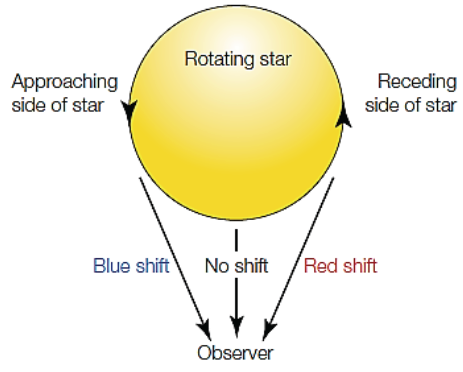 Rotating star
Approaching
side of star
Receding
side of star
Blue shift
No shift
Red shift
Observer